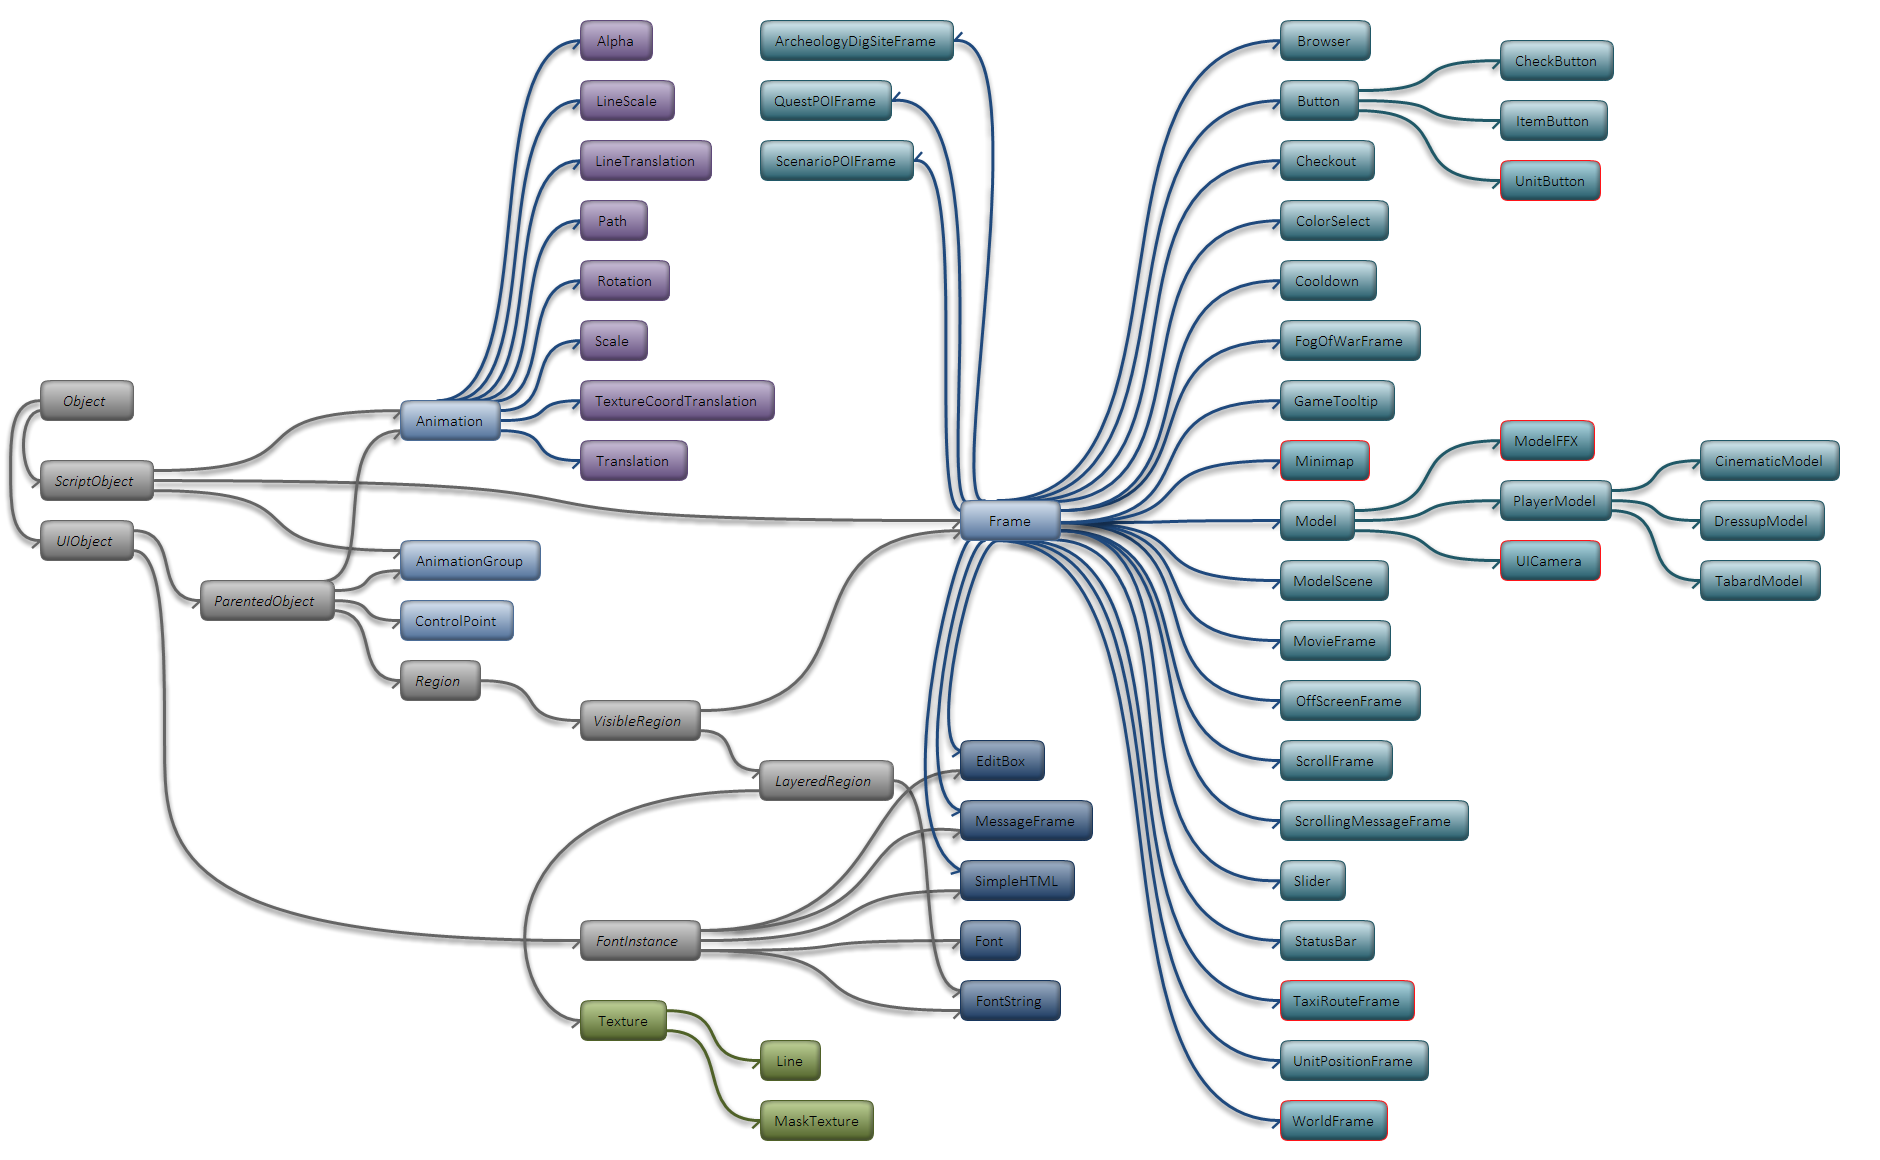 Object
ScriptObject
UIObject
ParentedObject
Animation
AnimationGroup
ControlPoint
Region
Alpha
LineScale
LineTranslation
Path
Rotation
Scale
TextureCoordTranslation
Translation
VisibleRegion
FontInstance
Texture
ArcheologyDigSiteFrame
QuestPOIFrame
ScenarioPOIFrame
LayeredRegion
Line
MaskTexture
Frame
EditBox
MessageFrame
SimpleHTML
Font
FontString
Browser
Button
Checkout
ColorSelect
Cooldown
FogOfWarFrame
GameTooltip
Minimap
Model
ModelScene
MovieFrame
OffScreenFrame
ScrollFrame
ScrollingMessageFrame
Slider
StatusBar
TaxiRouteFrame
UnitPositionFrame
WorldFrame
CheckButton
ItemButton
UnitButton
ModelFFX
PlayerModel
UICamera
CinematicModel
DressupModel
TabardModel